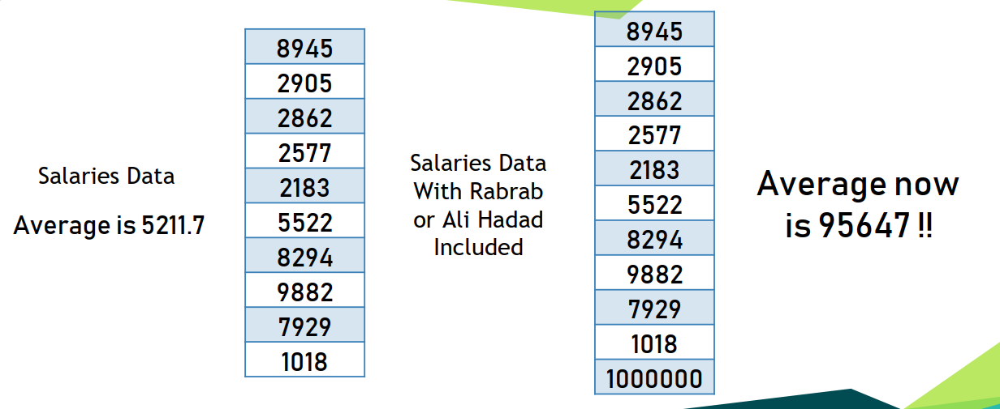 Salaries Data
Average is 5211.7
8945
2905
2862
2577
2183
5522
8294
9882
7929
1018
Salaries Data
With Rabrab
or Ali Hadad
Included
8945
2905
2862
2577
2183
5522
8294
9882
7929
1018
1000000
Average now
is 95647 !!